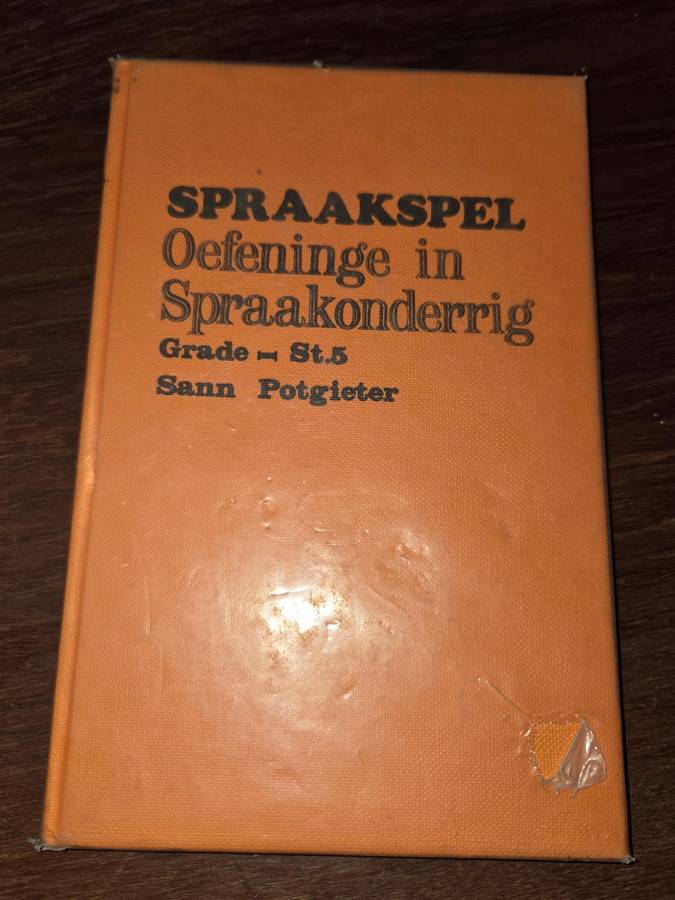 SPRAAKSPEL
Oefeninge in
Spraakonderrig
Grade - St.5
Sann Potgieter